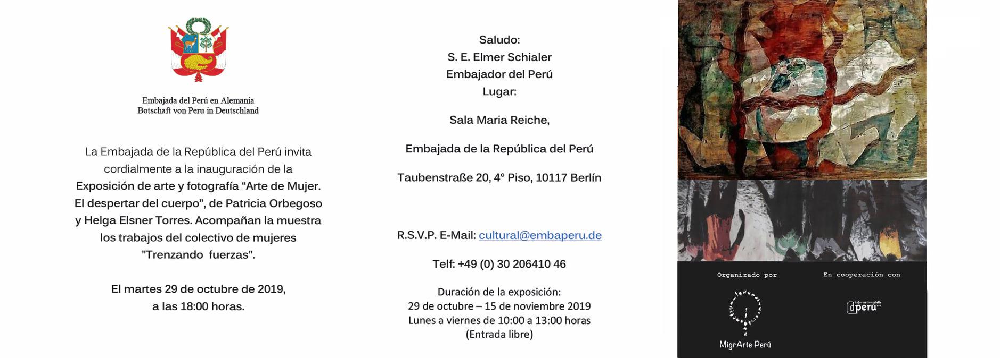 Embajada del Perú en Alemania
Botschaft von Peru in Deutschland
La Embajada de la República del Perú invita
cordialmente a la inauguración de la
Exposición de arte y fotografía “Arte de Mujer.
El despertar del cuerpo”, de Patricia Orbegoso
y Helga Elsner Torres. Acompañan la muestra
los trabajos del colectivo de mujeres
”Trenzando fuerzas”.
El martes 29 de octubre de 2019,
a las 18:00 horas.
Saludo:
S. E. Elmer Schialer
Embajador del Perú
Lugar:
Sala Maria Reiche,
Embajada de la República del Perú
Taubenstraße 20, 4° Piso, 10117 Berlín
R.S.V.P. E-Mail: cultural@embaperu.de
Telf: +49 (0) 30 206410 46
Duración de la exposición:
29 de octubre – 15 de noviembre 2019
Lunes a viernes de 10:00 a 13:00 horas
(Entrada libre)
Organizado por
MigrArte Perú
En cooperación con
informationsstelle
perú e.v.